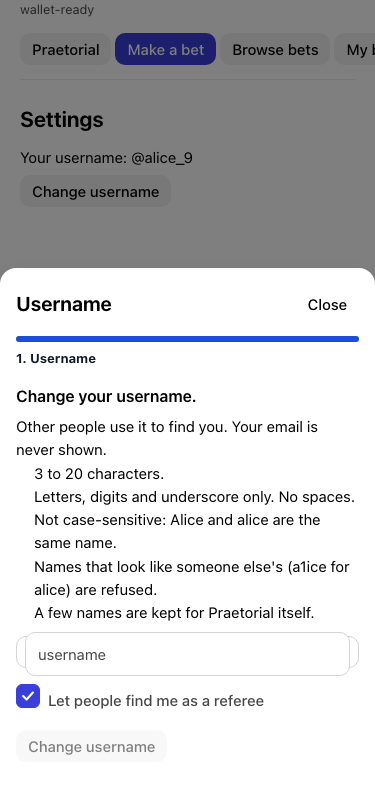 wallet-ready
Praetorial
Make a bet
Browse bets
My b
Settings
Your username: @alice_9
Change username
Username
Close
1. Username
Change your username.
Other people use it to find you. Your email is
never shown.
3 to 20 characters.
Letters, digits and underscore only. No spaces.
Not case-sensitive: Alice and alice are the
same name.
Names that look like someone else's (a1ice for
alice) are refused.
A few names are kept for Praetorial itself.
username
Let people find me as a referee
Change username